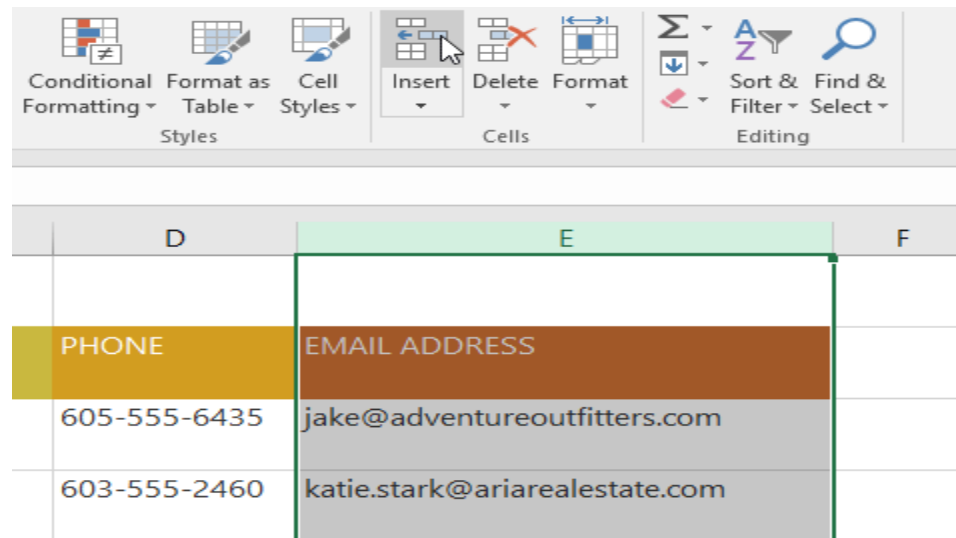 Conditional Format as Cell Insert Delete Format Sort & Find &
Formatting Table Styles Filter Select
Styles Cells Editing
D E F
PHONE EMAIL ADDRESS
605-555-6435 jake@adventureoutfitters.com
603-555-2460 katie.stark@ariarealestate.com